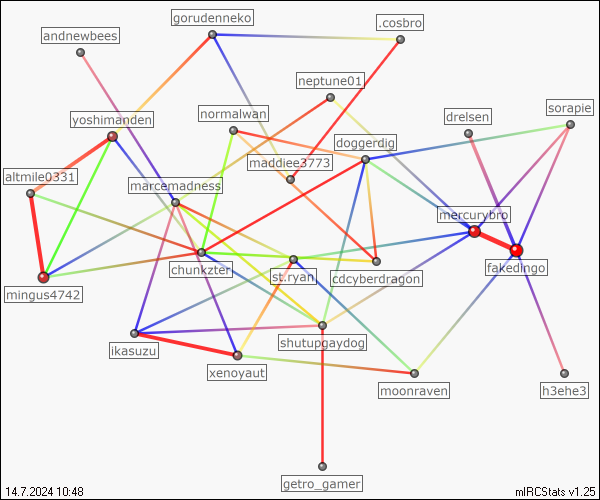 gorudenneko
.cosbro
andnewbees
neptune01
normalwan
sorapie
drelsen
yoshimanden
doggerdig
maddiee3773
altmile0331
marcemadness
mercurybro
chunkzter
st.ryan
cdcyberdragon
fakedingo
mingus4742
shutupgaydog
ikasuzu
xenoyaut
moonraven
h3ehe3
getro_gamer
14.7.2024 10:48
mIRCStats v1.25